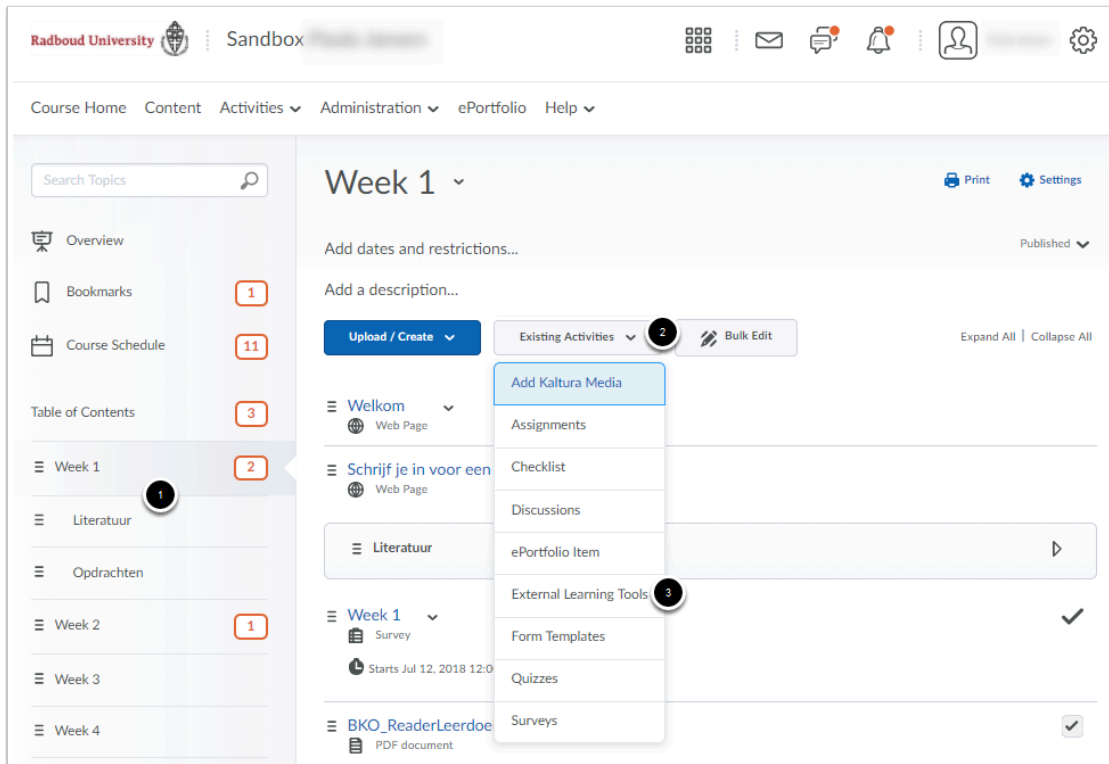 Radboud University
Sandbox
Course Home Content Activities Administration ePortfolio Help
Search Topics
Overview
Bookmarks 1
Course Schedule 11
Table of Contents 3
Week 1 2
1
Literatuur
Opdrachten
Week 2 1
Week 3
Week 4
Week 1
Print Settings
Add dates and restrictions...
Published
Add a description...
Upload / Create Existing Activities 2 Bulk Edit
Expand All | Collapse All
Add Kaltura Media
Assignments
Checklist
Discussions
ePortfolio Item
External Learning Tools 3
Form Templates
Quizzes
Surveys
Welkom
Web Page
Schrijf je in voor een
Web Page
Literatuur
Week 1
Survey
Starts Jul 12, 2018 12:0
BKO_ReaderLeerdoe
PDF document